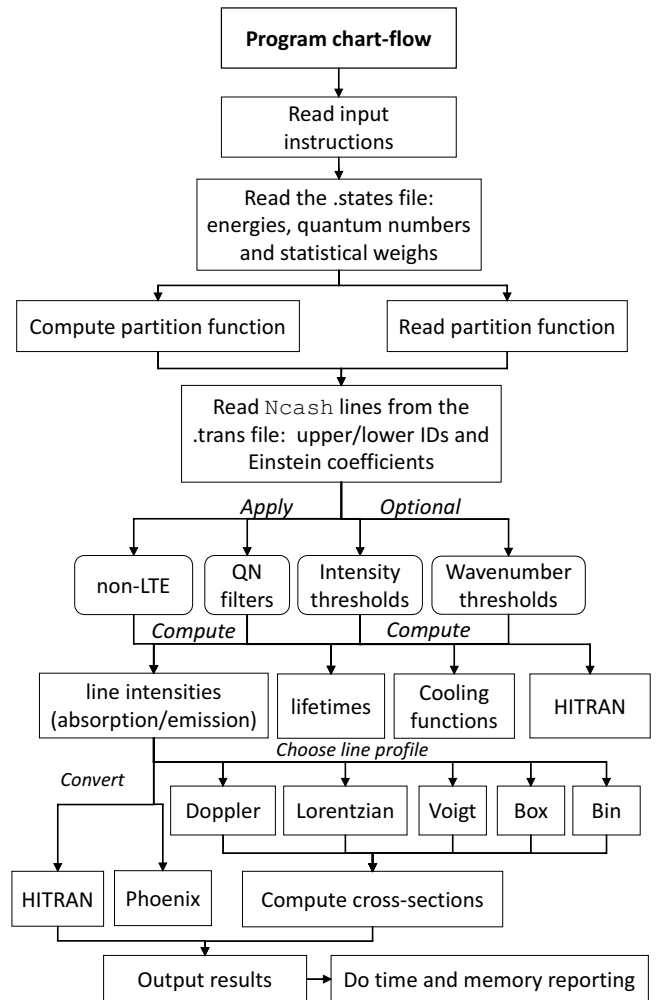 Program chart-flow
Read input
instructions
Read the .states file:
energies, quantum numbers
and statistical weighs
Compute partition function
Read partition function
Read Ncash lines from the
.trans file: upper/lower IDs and
Einstein coefficients
Apply
Optional
non-LTE
QN
filters
Intensity
thresholds
Wavenumber
thresholds
Compute
Compute
line intensities
(absorption/emission)
lifetimes
Cooling
functions
HITRAN
Choose line profile
Convert
Doppler
Lorentzian
Voigt
Box
Bin
HITRAN
Phoenix
Compute cross-sections
Output results
Do time and memory reporting